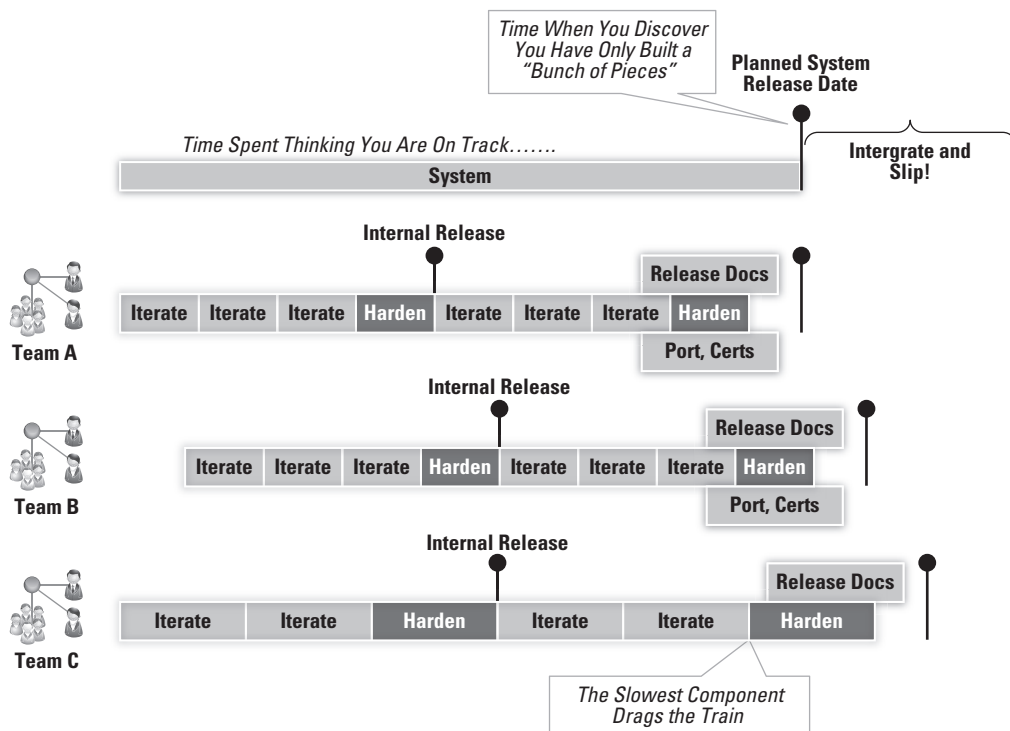 Time When You Discover
You Have Only Built a
“Bunch of Pieces”
Planned System
Release Date
Time Spent Thinking You Are On Track…….
Intergrate and
Slip!
System
Internal Release
Release Docs
Iterate Iterate Iterate Harden Iterate Iterate Iterate Harden
Team A
Port, Certs
Internal Release
Release Docs
Iterate Iterate Iterate Harden Iterate Iterate Iterate Harden
Team B
Port, Certs
Internal Release
Release Docs
Iterate Iterate Harden Iterate Iterate Harden
Team C
The Slowest Component
Drags the Train